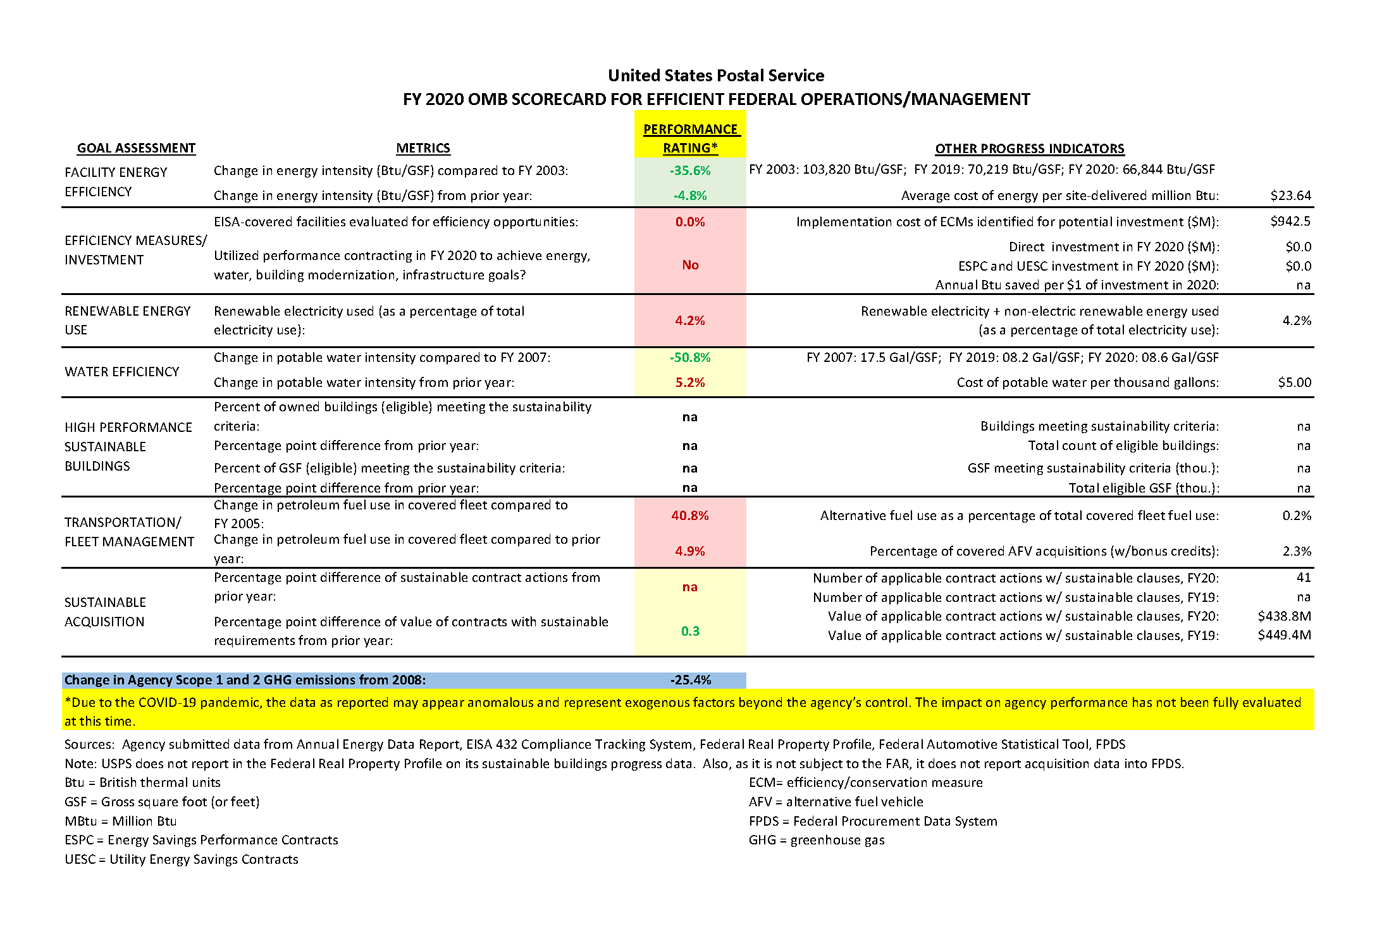 United States Postal Service
FY 2020 OMB SCORECARD FOR EFFICIENT FEDERAL OPERATIONS/MANAGEMENT
GOAL ASSESSMENT METRICS PERFORMANCE RATING* OTHER PROGRESS INDICATORS
FACILITY ENERGY
EFFICIENCY
Change in energy intensity (Btu/GSF) compared to FY 2003: -35.6% FY 2003: 103,820 Btu/GSF; FY 2019: 70,219 Btu/GSF; FY 2020: 66,844 Btu/GSF
Change in energy intensity (Btu/GSF) from prior year: -4.8% Average cost of energy per site-delivered million Btu: $23.64
EFFICIENCY MEASURES/
INVESTMENT
EISA-covered facilities evaluated for efficiency opportunities: 0.0% Implementation cost of ECMs identified for potential investment ($M): $942.5
Utilized performance contracting in FY 2020 to achieve energy,
water, building modernization, infrastructure goals? No
Direct investment in FY 2020 ($M): $0.0
ESPC and UESC investment in FY 2020 ($M): $0.0
Annual Btu saved per $1 of investment in 2020: na
RENEWABLE ENERGY
USE
Renewable electricity used (as a percentage of total
electricity use): 4.2%
Renewable electricity + non-electric renewable energy used
(as a percentage of total electricity use): 4.2%
WATER EFFICIENCY
Change in potable water intensity compared to FY 2007: -50.8% FY 2007: 17.5 Gal/GSF; FY 2019: 08.2 Gal/GSF; FY 2020: 08.6 Gal/GSF
Change in potable water intensity from prior year: 5.2% Cost of potable water per thousand gallons: $5.00
HIGH PERFORMANCE
SUSTAINABLE
BUILDINGS
Percent of owned buildings (eligible) meeting the sustainability
criteria: na Buildings meeting sustainability criteria: na
Percentage point difference from prior year: na Total count of eligible buildings: na
Percent of GSF (eligible) meeting the sustainability criteria: na GSF meeting sustainability criteria (thou.): na
Percentage point difference from prior year: na Total eligible GSF (thou.): na
TRANSPORTATION/
FLEET MANAGEMENT
Change in petroleum fuel use in covered fleet compared to
FY 2005: 40.8% Alternative fuel use as a percentage of total covered fleet fuel use: 0.2%
Change in petroleum fuel use in covered fleet compared to prior
year: 4.9% Percentage of covered AFV acquisitions (w/bonus credits): 2.3%
SUSTAINABLE
ACQUISITION
Percentage point difference of sustainable contract actions from
prior year: na
Number of applicable contract actions w/ sustainable clauses, FY20: 41
Number of applicable contract actions w/ sustainable clauses, FY19: na
Percentage point difference of value of contracts with sustainable
requirements from prior year: 0.3
Value of applicable contract actions w/ sustainable clauses, FY20: $438.8M
Value of applicable contract actions w/ sustainable clauses, FY19: $449.4M
Change in Agency Scope 1 and 2 GHG emissions from 2008: -25.4%
*Due to the COVID-19 pandemic, the data as reported may appear anomalous and represent exogenous factors beyond the agency's control. The impact on agency performance has not been fully evaluated
at this time.
Sources: Agency submitted data from Annual Energy Data Report, EISA 432 Compliance Tracking System, Federal Real Property Profile, Federal Automotive Statistical Tool, FPDS
Note: USPS does not report in the Federal Real Property Profile on its sustainable buildings progress data. Also, as it is not subject to the FAR, it does not report acquisition data into FPDS.
Btu = British thermal units ECM= efficiency/conservation measure
GSF = Gross square foot (or feet) AFV = alternative fuel vehicle
MBtu = Million Btu FPDS = Federal Procurement Data System
ESPC = Energy Savings Performance Contracts GHG = greenhouse gas
UESC = Utility Energy Savings Contracts